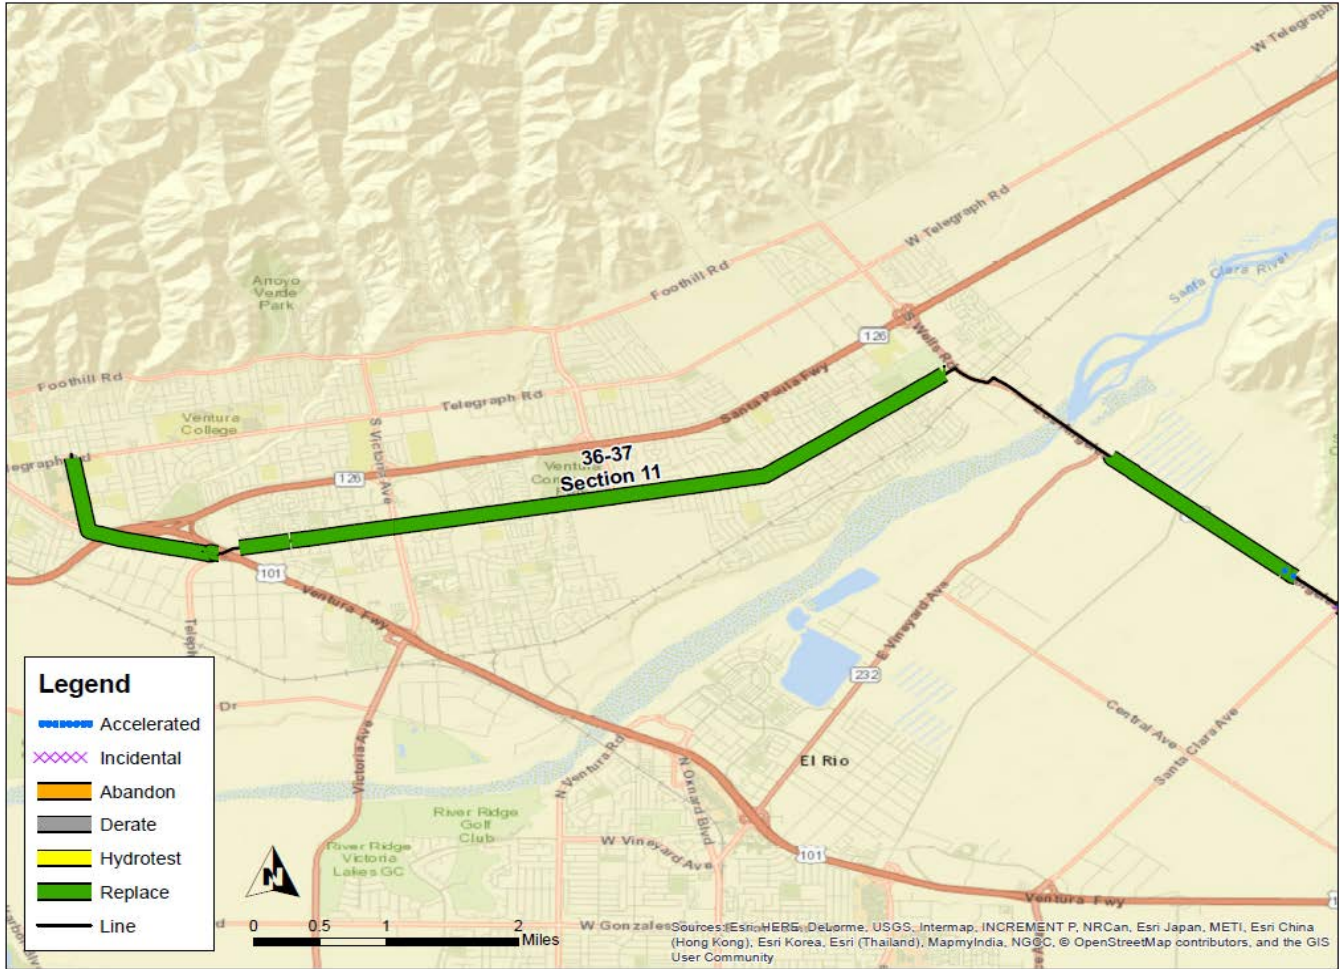 W Telegraph
W Telegraph Rd
Santa Clara River
Foothill Rd
Arroyo
Verde
Park
126
S Wells Rd
Foothill Rd
Telegraph Rd
Santa Paula Fwy
Ventura
College
S Victoria Ave
36-37
Section 11
legraph Rd
126
101
Ventura Fwy
E Vineyard Ave
232
Central Ave
Santa Clara Ave
El Rio
Dr
Victoria Ave
N Ventura Rd
N Oxnard Blvd
River Ridge
Golf
Club
River Ridge
Victoria
Lakes GC
W Vineyard Ave
101
Ventura Fwy
W Gonzales
Legend
Accelerated
Incidental
Abandon
Derate
Hydrotest
Replace
Line
N
0 0.5 1 2
Miles
Sources: Esri, HERE, DeLorme, USGS, Intermap, INCREMENT P, NRCan, Esri Japan, METI, Esri China
(Hong Kong), Esri Korea, Esri (Thailand), MapmyIndia, NGCC, © OpenStreetMap contributors, and the GIS
User Community